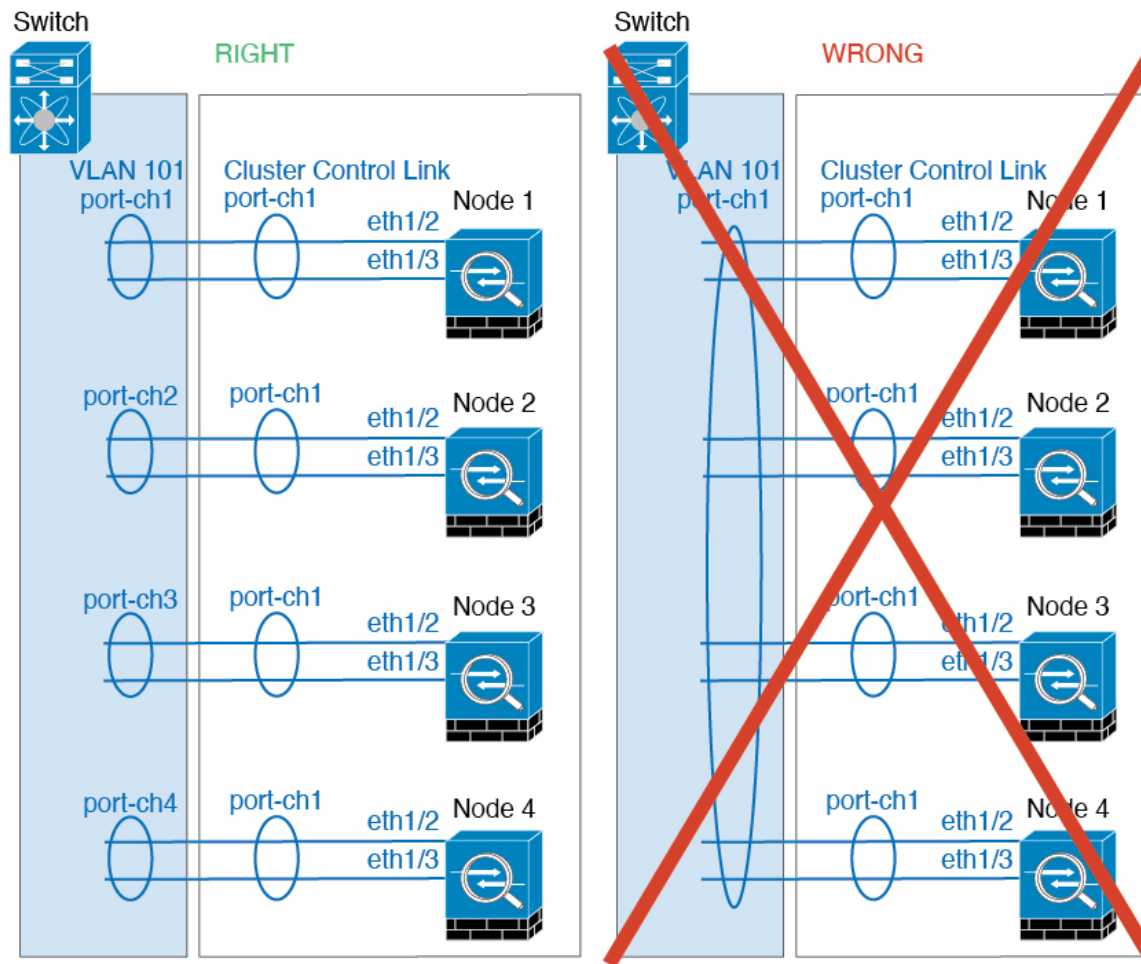 Switch
RIGHT
VLAN 101
port-ch1
Cluster Control Link
port-ch1
eth1/2
eth1/3
Node 1
port-ch2
port-ch1
eth1/2
eth1/3
Node 2
port-ch3
port-ch1
eth1/2
eth1/3
Node 3
port-ch4
port-ch1
eth1/2
eth1/3
Node 4
Switch
WRONG
VLAN 101
port-ch1
Cluster Control Link
port-ch1
eth1/2
eth1/3
Node 1
port-ch1
eth1/2
eth1/3
Node 2
port-ch1
eth1/2
eth1/3
Node 3
port-ch1
eth1/2
eth1/3
Node 4